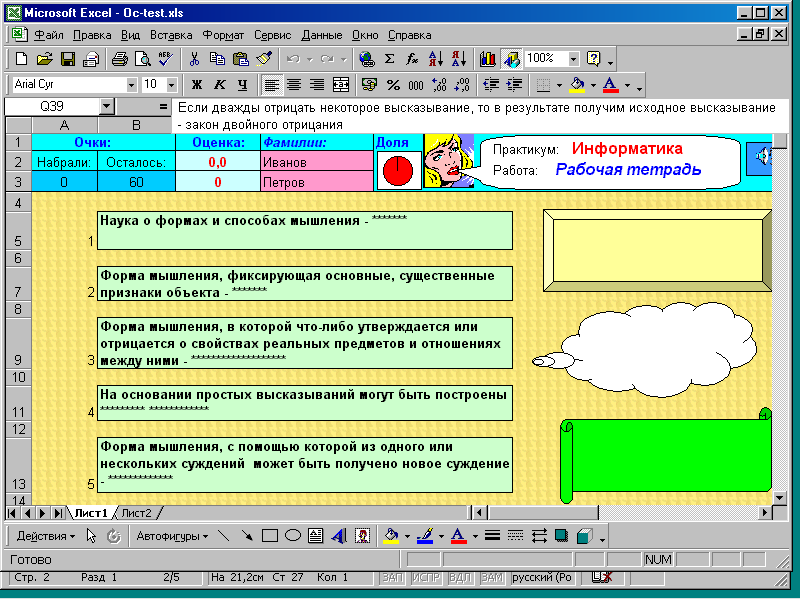 Microsoft Excel - Oc-test.xls
Файл Правка Вид Вставка Формат Сервис Данные Окно Справка
100%
Arial Cyr 10 Ж К Ч % 000
Q39 = Если дважды отрицать некоторое высказывание, то в результате получим исходное высказывание
- закон двойного отрицания
A B
1 Очки: Оценка: Фамилии: Доля
2 Набрали: Осталось: 0,0 Иванов
3 0 60 0 Петров
Практикум: Информатика
Работа: Рабочая тетрадь
4
5 1 Наука о формах и способах мышления - *******
6
7 2 Форма мышления, фиксирующая основные, существенные
признаки объекта - *******
8
9 3 Форма мышления, в которой что-либо утверждается или
отрицается о свойствах реальных предметов и отношениях
между ними - *******************
10
11 4 На основании простых высказываний могут быть построены
********* ************
12
13 5 Форма мышления, с помощью которой из одного или
нескольких суждений может быть получено новое суждение
- *************
14
Лист1 Лист2
Действия Автофигуры
Готово NUM
Стр. 2 Разд 1 2/5 На 21,2см Ст 27 Кол 1 ЗАП ИСПР ВДЛ ЗАМ русский (Ро